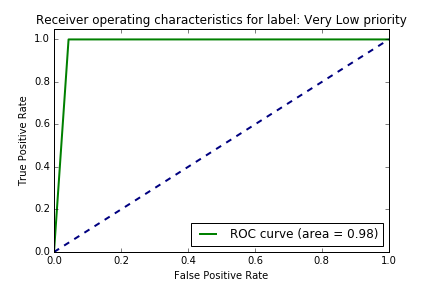 Receiver operating characteristics for label: Very Low priority
1.0
0.8
0.6
0.4
0.2
0.0
True Positive Rate
ROC curve (area = 0.98)
0.0 0.2 0.4 0.6 0.8 1.0
False Positive Rate